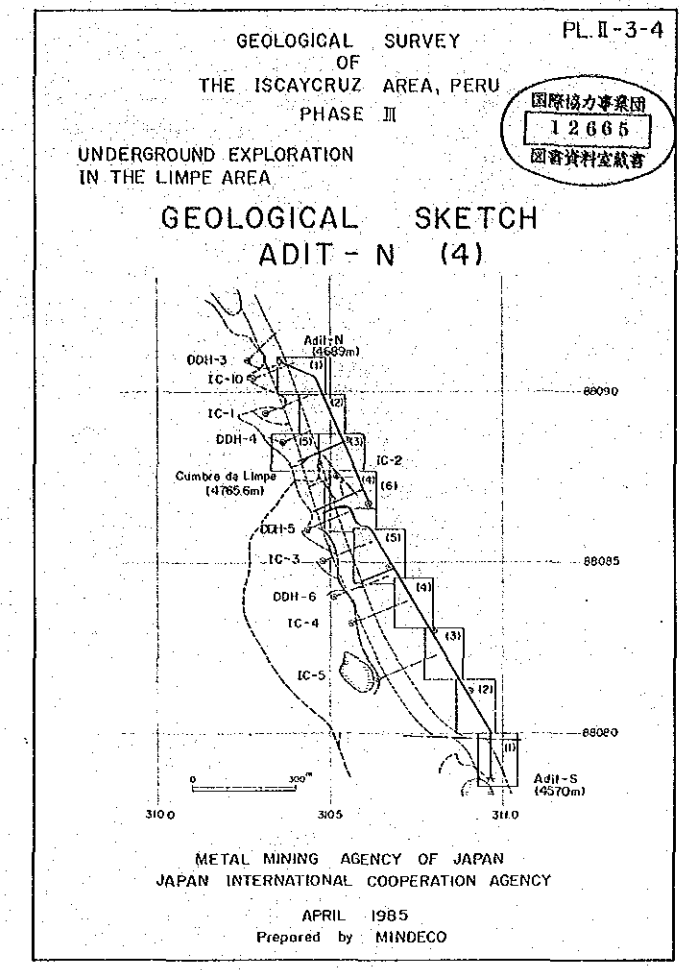 PL.Ⅱ-3-4
GEOLOGICAL SURVEY
OF
THE ISCAYCRUZ AREA, PERU
PHASE Ⅲ
国際協力事業団
12665
図書資料室蔵書
UNDERGROUND EXPLORATION
IN THE LIMPE AREA
GEOLOGICAL SKETCH
ADIT - N (4)
Adit-N
(4689m)
DDH-3
(1)
IC-10
88090
(2)
IC-1
DDH-4
(5)
(3)
IC-2
Cumbre de Limpe
(4765.6m)
(4)
(6)
DDH-5
(5)
IC-3
88085
DDH-6
(4)
IC-4
(3)
IC-5
(2)
88080
(1)
Adit-S
(4570m)
0
300m
310.0
310.5
311.0
METAL MINING AGENCY OF JAPAN
JAPAN INTERNATIONAL COOPERATION AGENCY
APRIL 1985
Prepared by MINDECO